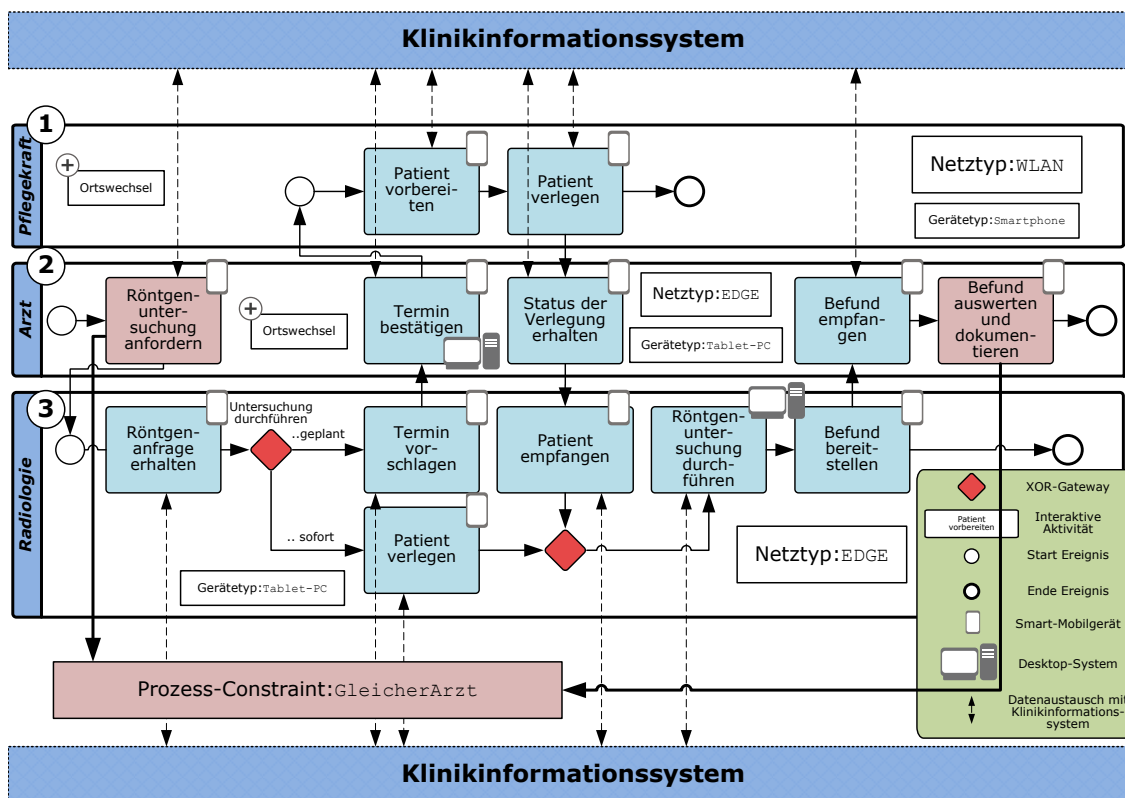 Klinikinformationssystem
1
Pflegekraft
+
Ortswechsel
Patient
vorberei-
ten
Patient
verlegen
Netztyp:WLAN
Gerätetyp:Smartphone
2
Arzt
Röntgen-
unter-
suchung
anfordern
+
Ortswechsel
Termin
bestätigen
Status der
Verlegung
erhalten
Netztyp:EDGE
Gerätetyp:Tablet-PC
Befund
empfan-
gen
Befund
auswerten
und
dokumen-
tieren
3
Radiologie
Röntgen-
anfrage
erhalten
Untersuchung
durchführen
..geplant
.. sofort
Termin
vor-
schlagen
Patient
verlegen
Patient
empfangen
Röntgen-
unter-
suchung
durch-
führen
Befund
bereit-
stellen
Gerätetyp:Tablet-PC
Netztyp:EDGE
XOR-Gateway
Patient
vorbereiten
Interaktive
Aktivität
Start Ereignis
Ende Ereignis
Smart-Mobilgerät
Desktop-System
Datenaustausch mit
Klinikinformations-
system
Prozess-Constraint:GleicherArzt
Klinikinformationssystem